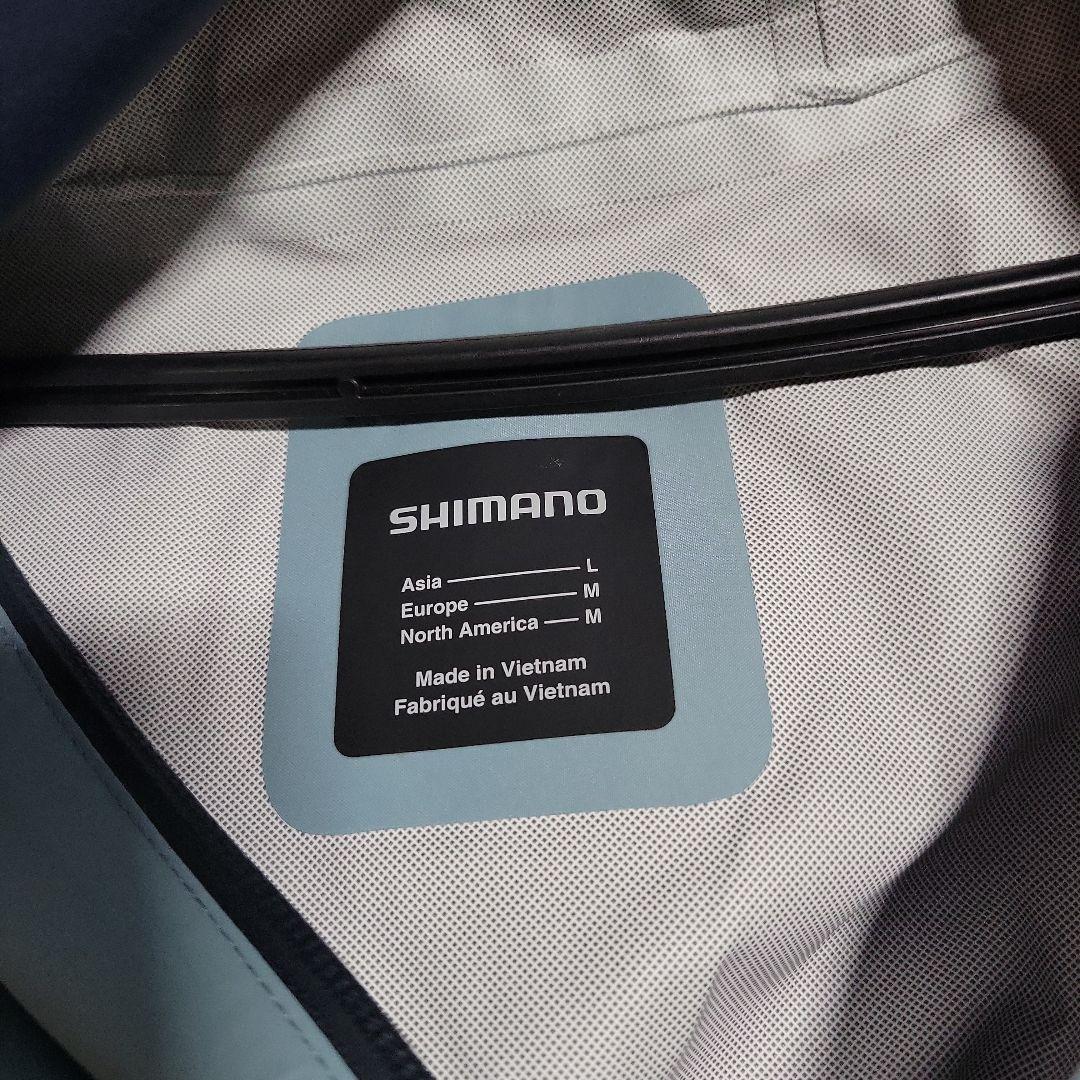 SHIMANO
Asia L
Europe M
North America M
Made in Vietnam
Fabriqué au Vietnam